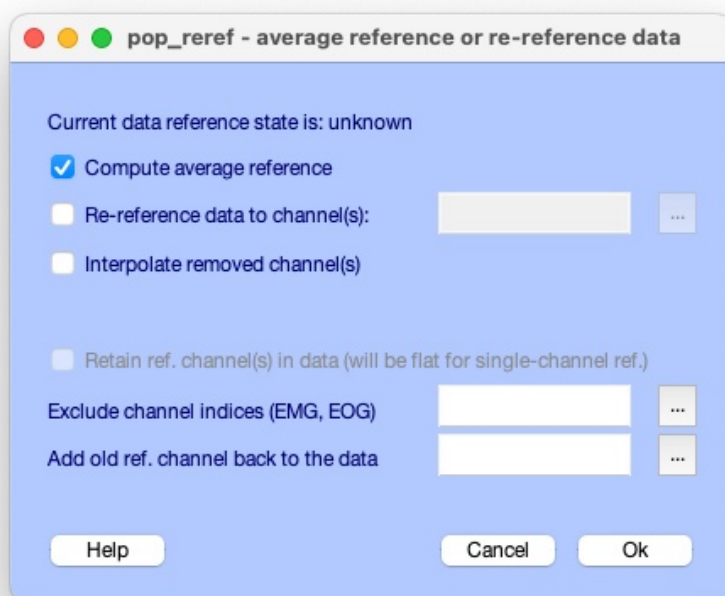 pop_reref - average reference or re-reference data
Current data reference state is: unknown
Compute average reference
Re-reference data to channel(s):
...
Interpolate removed channel(s)
Retain ref. channel(s) in data (will be flat for single-channel ref.)
Exclude channel indices (EMG, EOG)
...
Add old ref. channel back to the data
...
Help
Cancel
Ok